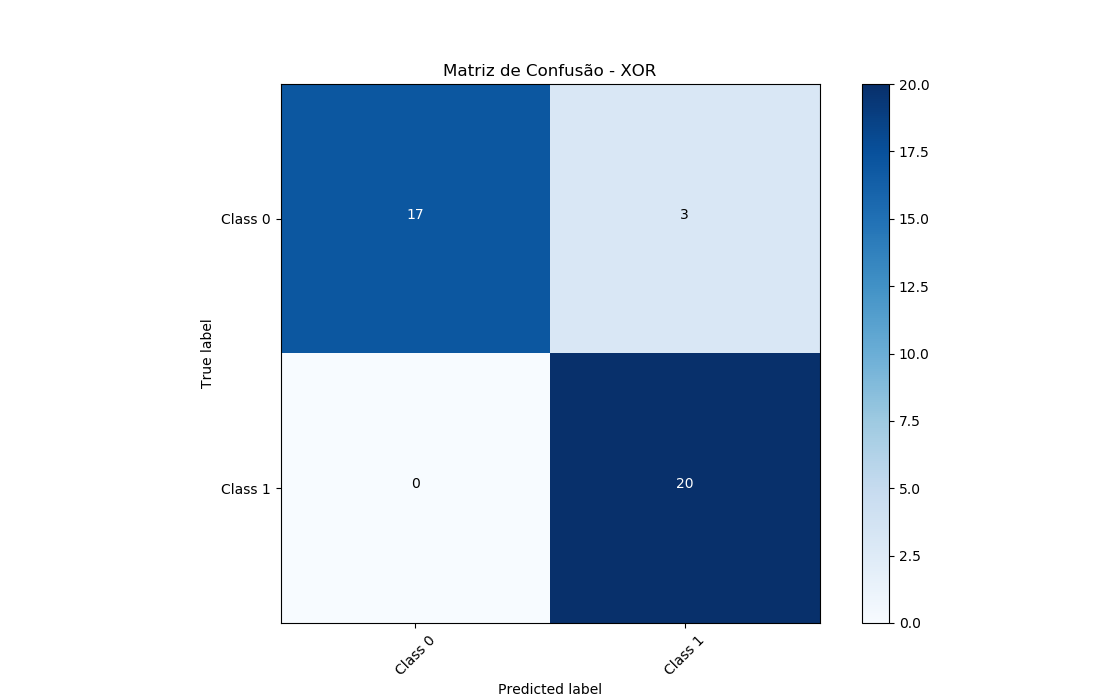 Matriz de Confusão - XOR
Class 0
Class 1
True label
17
3
0
20
Class 0
Class 1
Predicted label
20.0
17.5
15.0
12.5
10.0
7.5
5.0
2.5
0.0